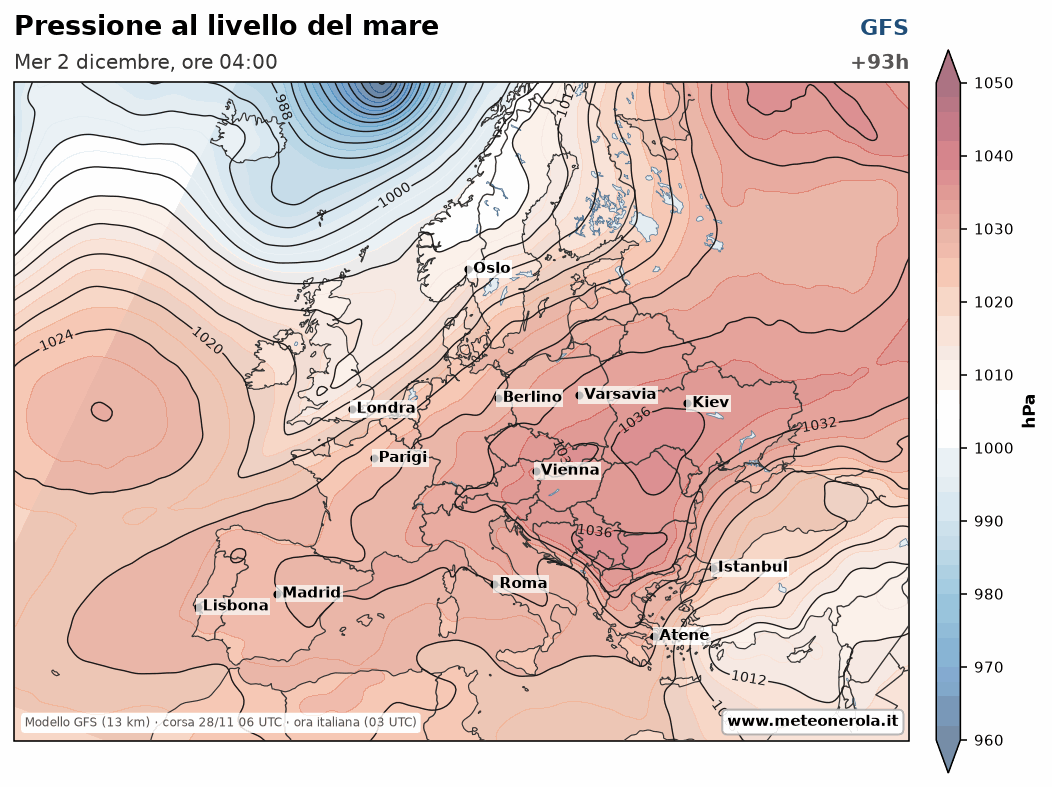 Pressione al livello del mare
GFS
Mer 2 dicembre, ore 04:00
+93h
1050
1040
1030
1020
1010
1000
990
980
970
960
hPa
988
1000
1024
1020
Oslo
Londra
Berlino
Varsavia
Kiev
1036
1032
Parigi
Vienna
1036
Istanbul
Roma
Madrid
Lisbona
Atene
1012
Modello GFS (13 km) · corsa 28/11 06 UTC · ora italiana (03 UTC)
www.meteonerola.it